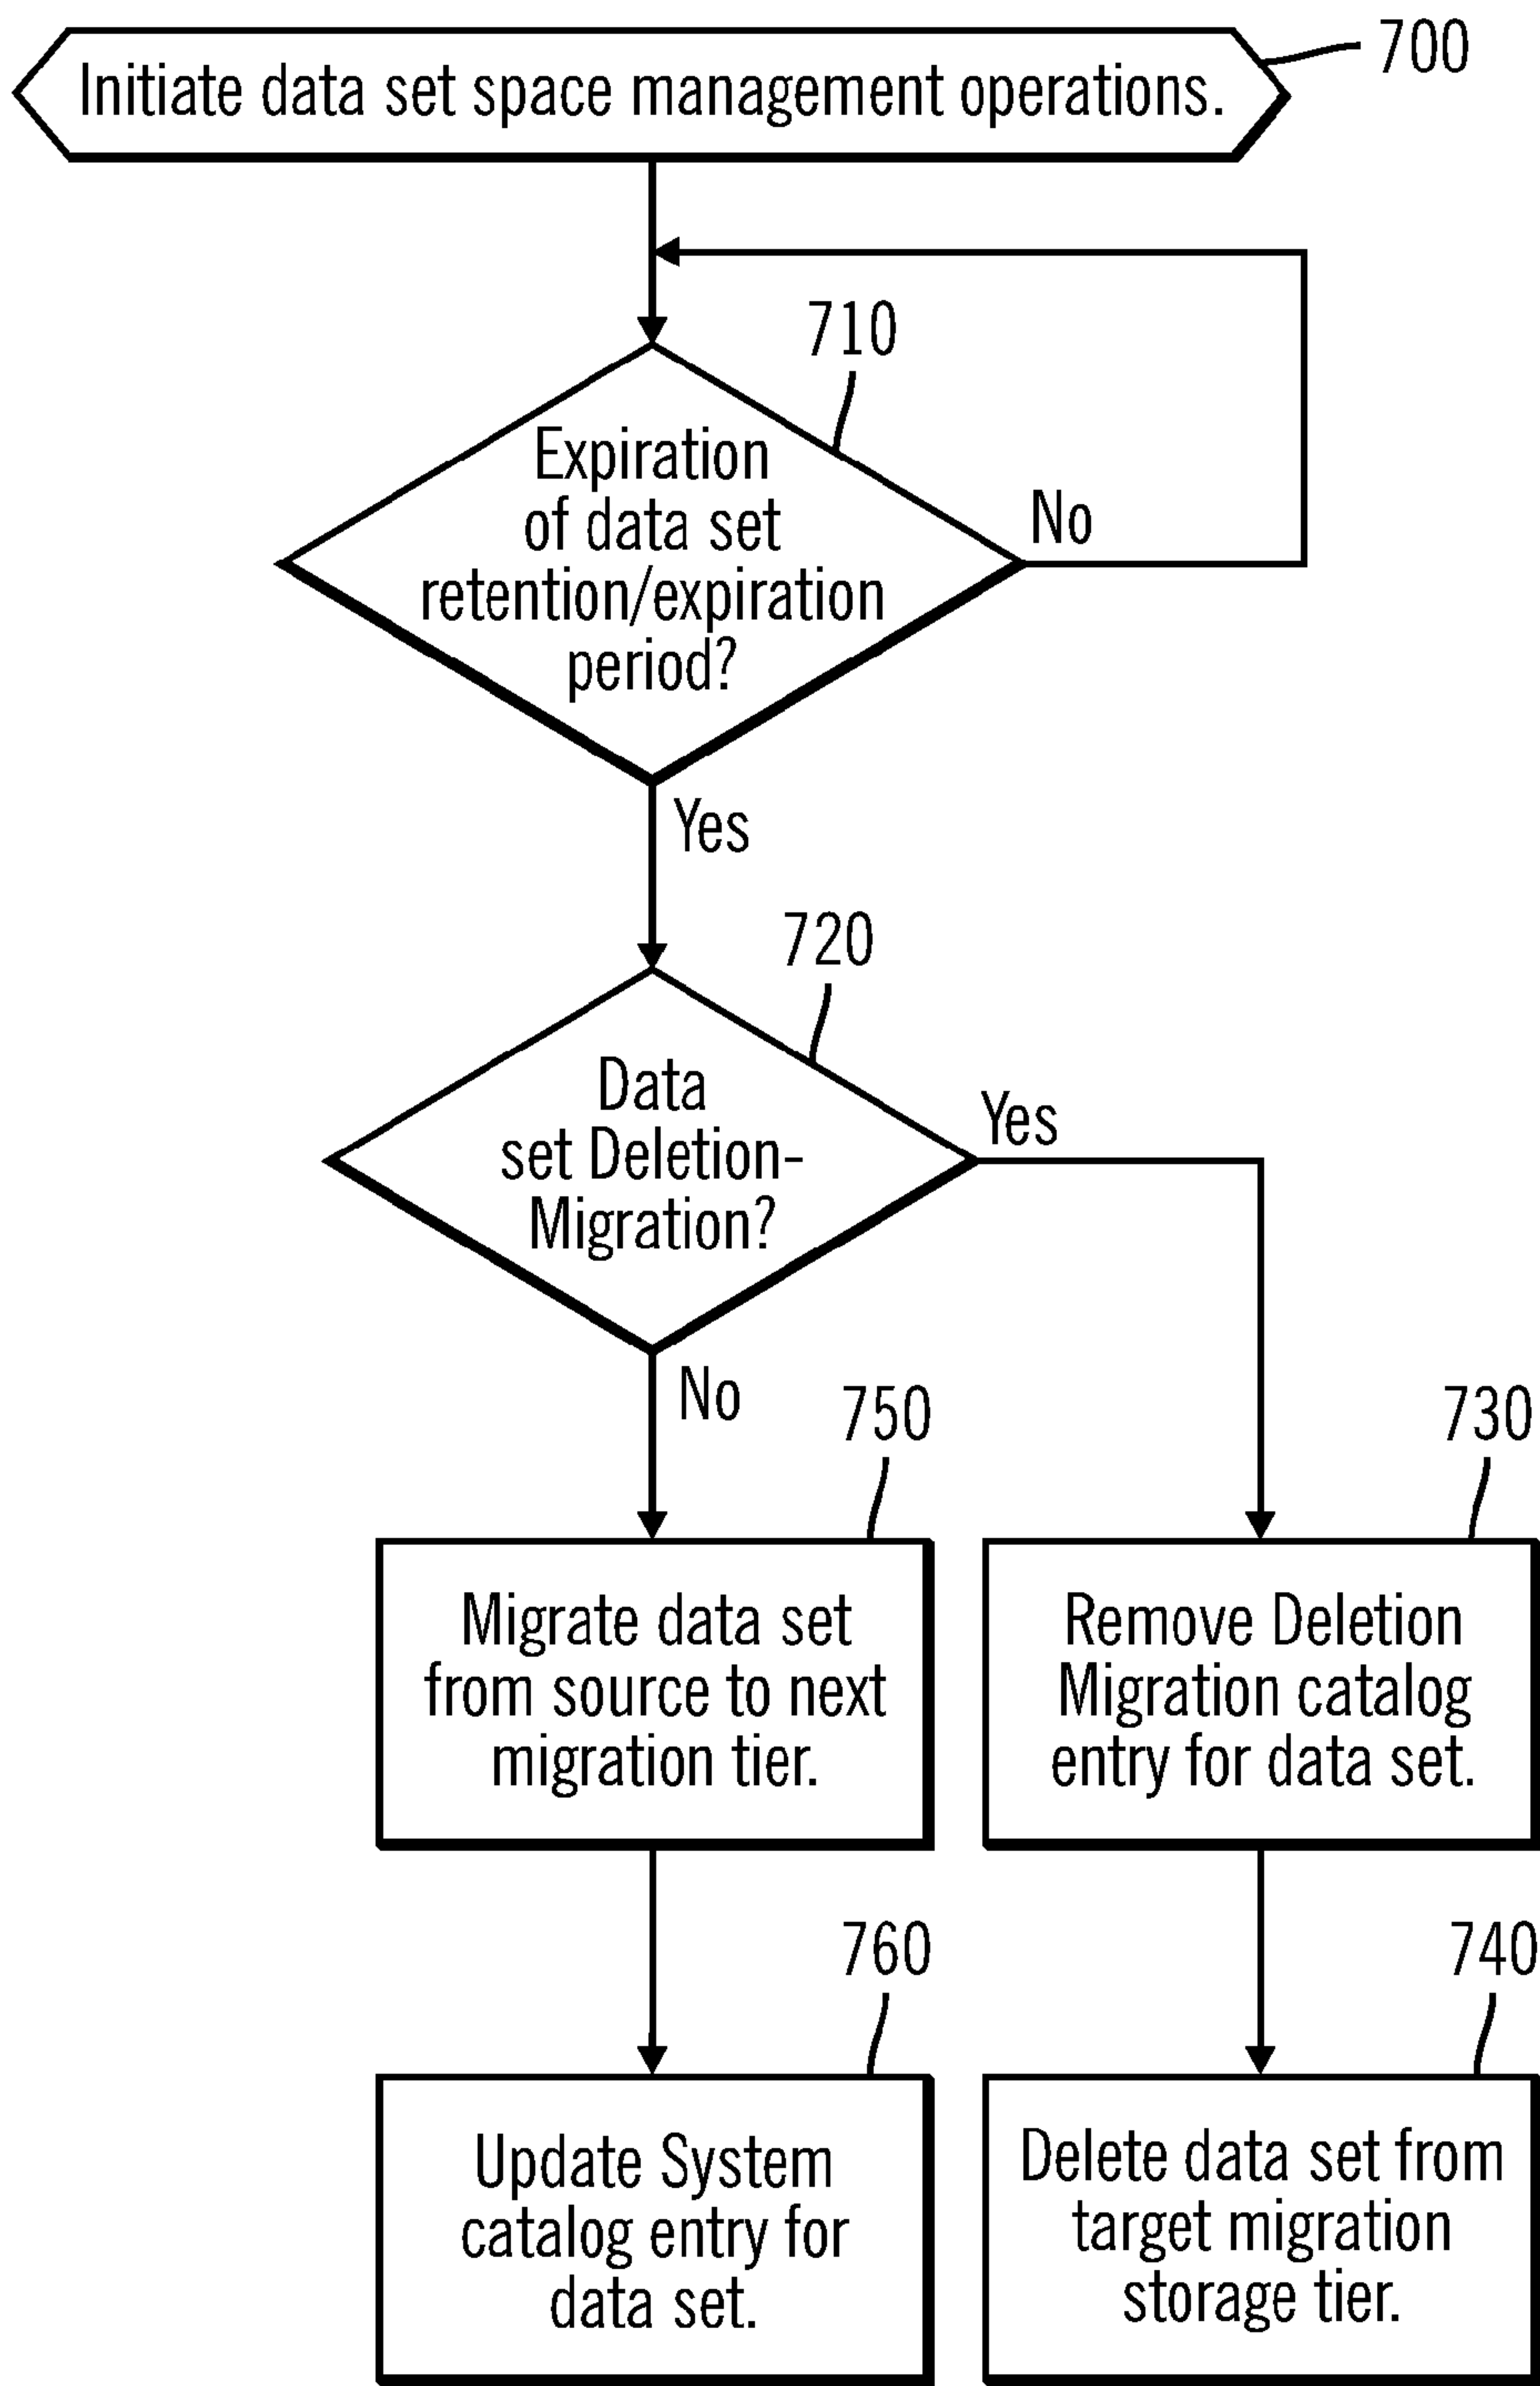 700
Initiate data set space management operations.
710
Expiration
of data set
retention/expiration
period?
No
Yes
720
Data
set Deletion-
Migration?
Yes
No
750
730
Migrate data set
from source to next
migration tier.
Remove Deletion
Migration catalog
entry for data set.
760
740
Update System
catalog entry for
data set.
Delete data set from
target migration
storage tier.